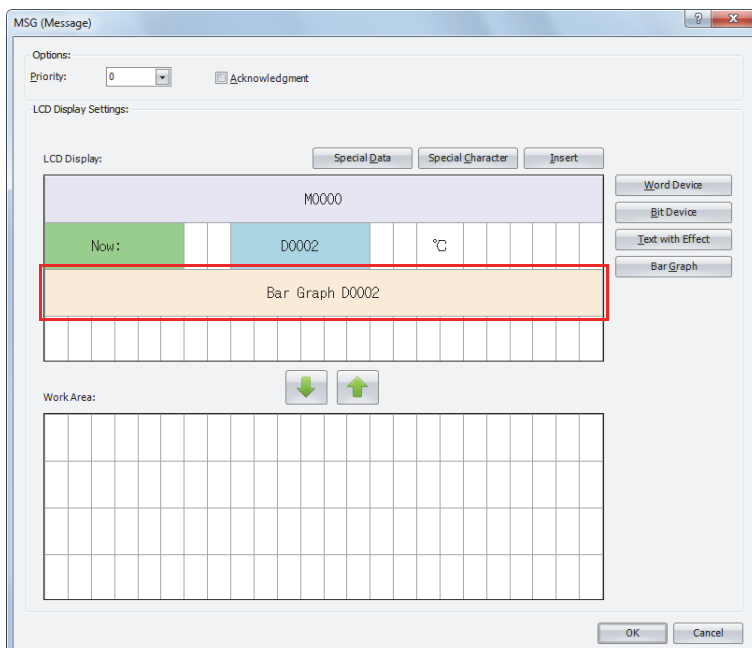 MSG (Message)
Options:
Priority: 0 Acknowledgment
LCD Display Settings:
LCD Display: Special Data Special Character Insert
M0000 Word Device
Bit Device
Now: D0002 ℃ Text with Effect
Bar Graph
Bar Graph D0002
Work Area:
OK Cancel